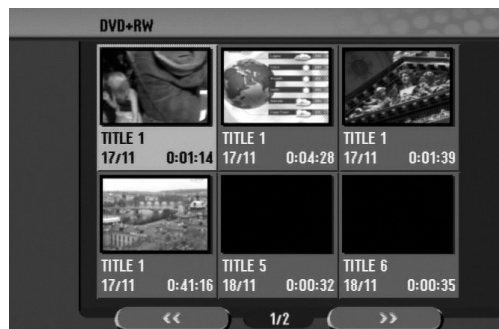 DVD+RW
TITLE 1
17/11 0:01:14
TITLE 1
17/11 0:04:28
TITLE 1
17/11 0:01:39
TITLE 1
17/11 0:41:16
TITLE 5
18/11 0:00:32
TITLE 6
18/11 0:00:35
<< 1/2 >>